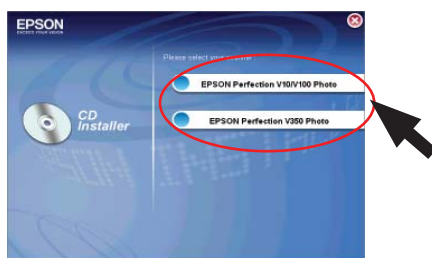 EPSON
EXCEED YOUR VISION
Please select your scanner.
EPSON Perfection V10/V100 Photo
CD
Installer
EPSON Perfection V350 Photo